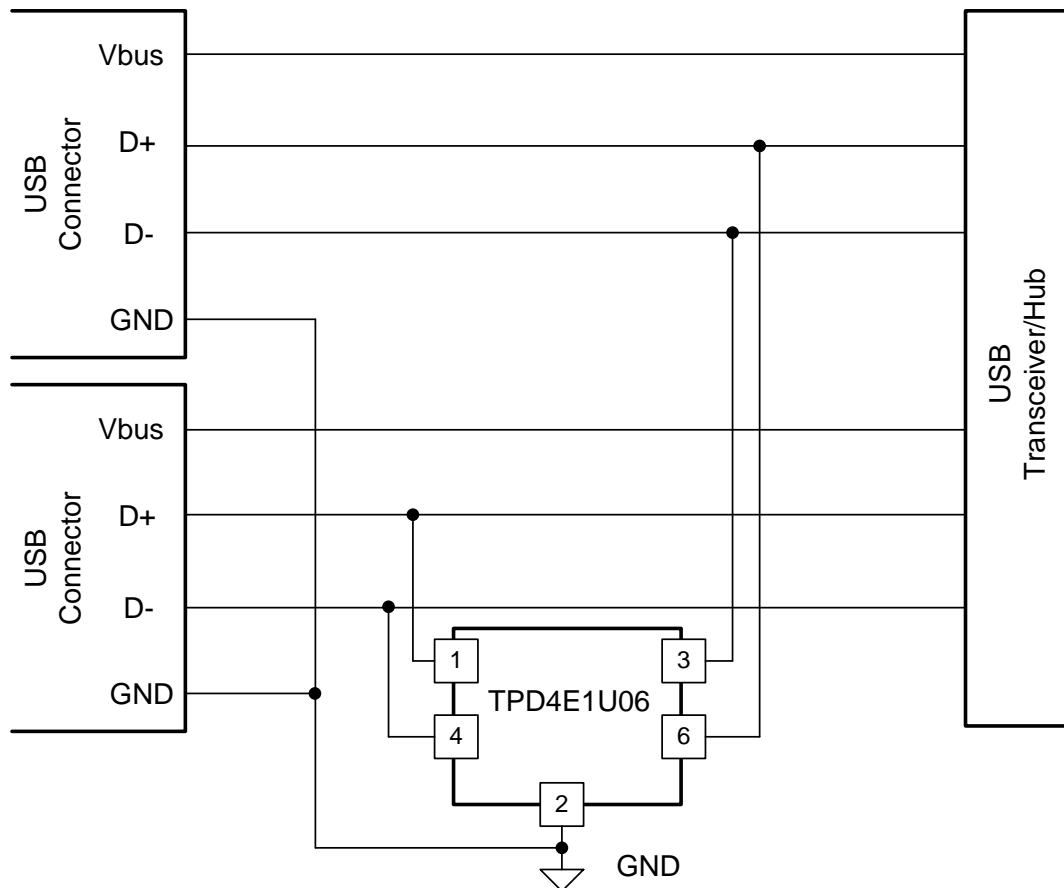 USB
Connector
Vbus
D+
D-
GND
USB
Connector
Vbus
D+
D-
GND
USB
Transceiver/Hub
TPD4E1U06
1
4
3
6
2
GND